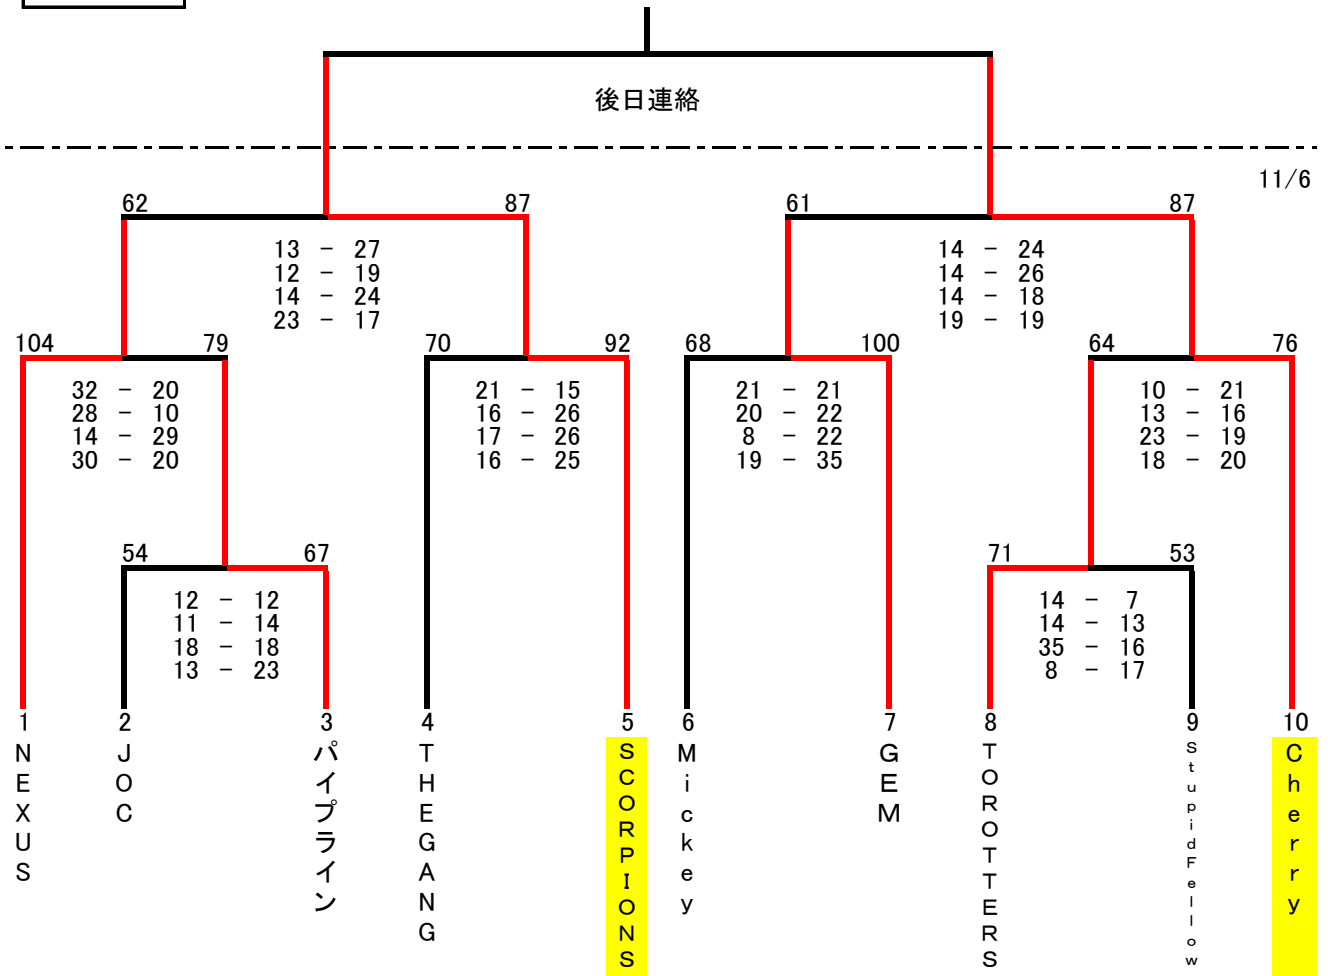 後日連絡
11/6
62 87 61 87
13 - 27 14 - 24
12 - 19 14 - 26
14 - 24 14 - 18
23 - 17 19 - 19
104 79 70 92 68 100 64 76
32 - 20 21 - 15 21 - 21 10 - 21
28 - 10 16 - 26 20 - 22 13 - 16
14 - 29 17 - 26 8 - 22 23 - 19
30 - 20 16 - 25 19 - 35 18 - 20
54 67 71 53
12 - 12 14 - 7
11 - 14 14 - 13
18 - 18 35 - 16
13 - 23 8 - 17
1 2 3 4 5 6 7 8 9 10
NEXUS
JOC
パイプライン
THEGANG
SCORPIONS
Mickey
GEM
TOROTTERS
StupidFellow
Cherry